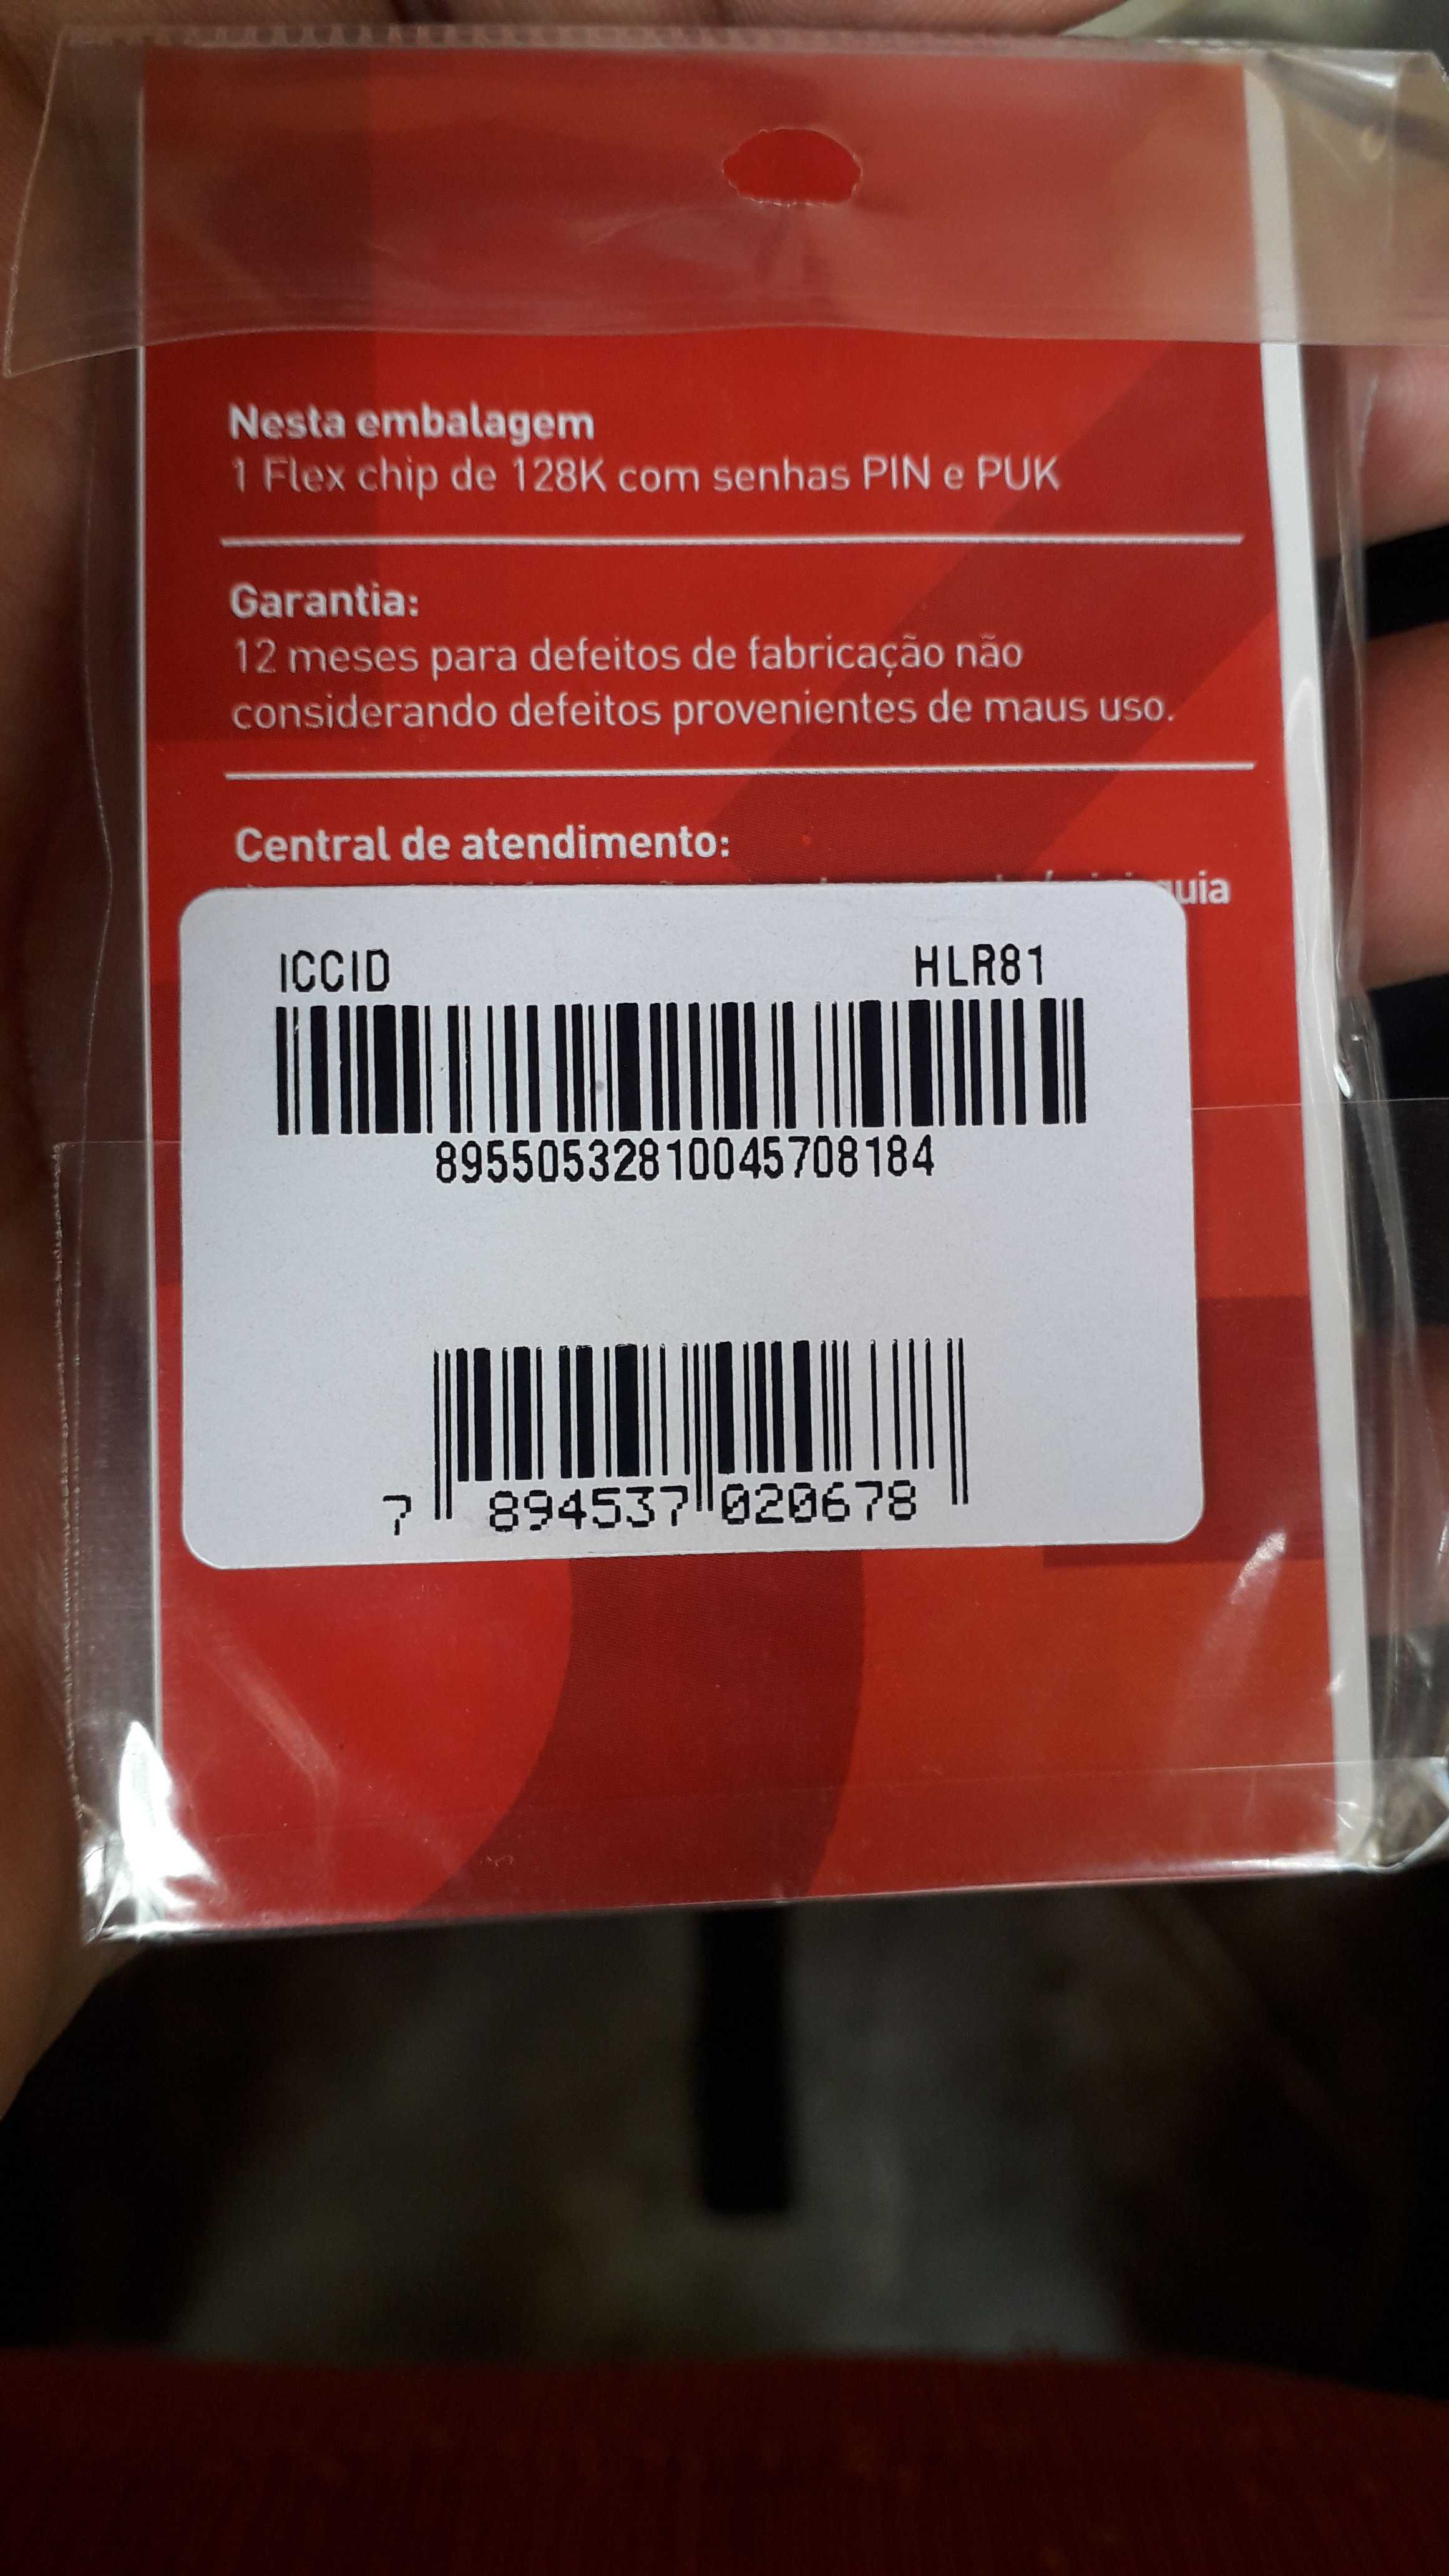 Nesta embalagem
1 Flex chip de 128K com senhas PIN e PUK
Garantia:
12 meses para defeitos de fabricação não
considerando defeitos provenientes de maus uso.
Central de atendimento:
ICCID HLR81
89550532810045708184
7 894537 020678